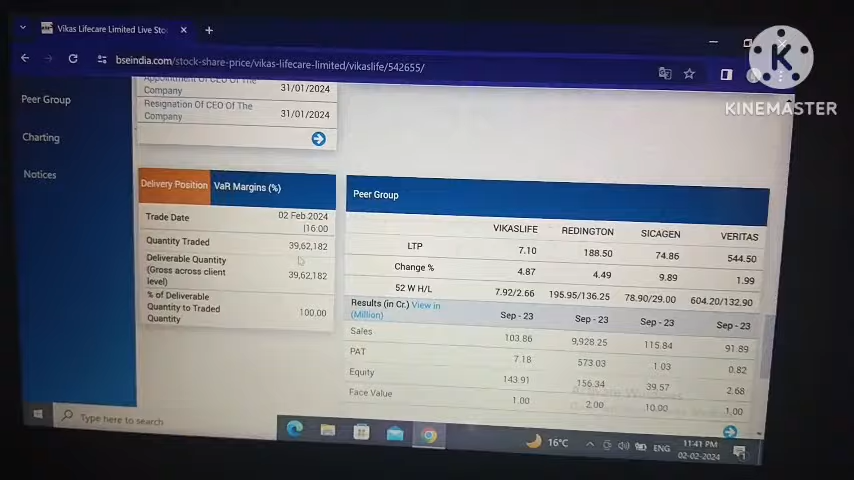 Vikas Lifecare Limited Live Stoc
bseindia.com/stock-share-price/vikas-lifecare-limited/vikaslife/542655/
K
KINEMASTER
Peer Group
Charting
Notices
Appointment Of CEO Of The
Company
31/01/2024
Resignation Of CEO Of The
Company
31/01/2024
Delivery Position VaR Margins (%)
Trade Date 02 Feb 2024
|16:00
Quantity Traded 39,62,182
Deliverable Quantity
(Gross across client
level)
39,62,182
% of Deliverable
Quantity to Traded
Quantity
100.00
Peer Group
VIKASLIFE REDINGTON SICAGEN VERITAS
LTP 7.10 188.50 74.86 544.50
Change % 4.87 4.49 9.89 1.99
52 W H/L 7.92/2.66 195.95/136.25 78.90/29.00 604.20/132.90
Results (in Cr.) View in
(Million)
Sep - 23 Sep - 23 Sep - 23 Sep - 23
Sales 103.86 9,928.25 115.84 91.89
PAT 7.18 573.03 1.03 0.82
Equity 143.91 156.34 39.57 2.68
Face Value 1.00 2.00 10.00 1.00
Type here to search
16°C
ENG
11:41 PM
02-02-2024